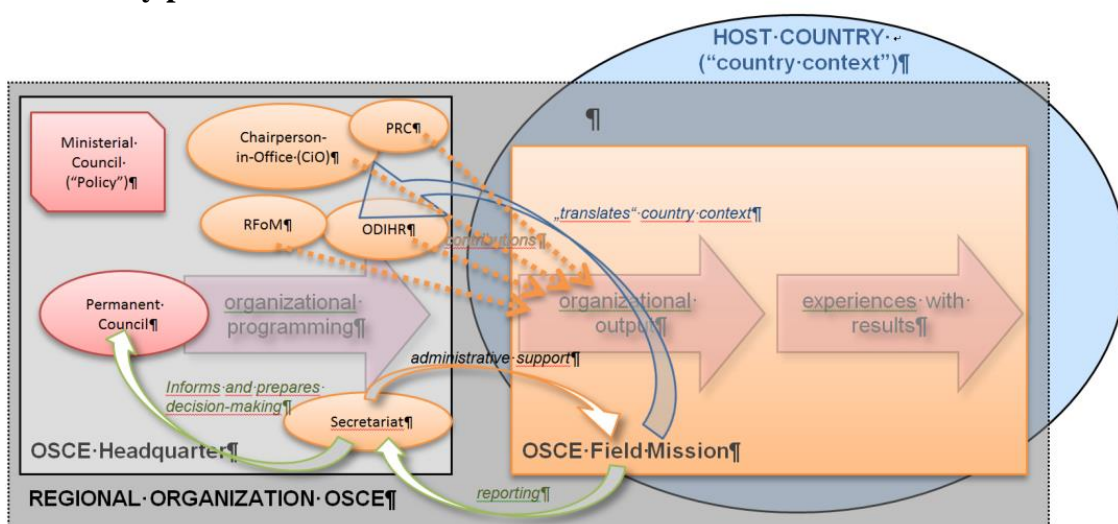 HOST·COUNTRY·↵
("country·context")¶
¶
Ministerial·
Council·
("Policy")¶
Chairperson-
in-Office·(CiO)¶
PRC¶
RFoM¶
ODIHR¶
„translates“·country·context¶
contributions¶
Permanent·
Council¶
organizational·
programming¶
organizational·
output¶
experiences·with·
results¶
administrative·support¶
Informs·and·prepares·
decision-making¶
Secretariat¶
OSCE·Headquarter¶
OSCE·Field·Mission¶
reporting¶
REGIONAL·ORGANIZATION·OSCE¶